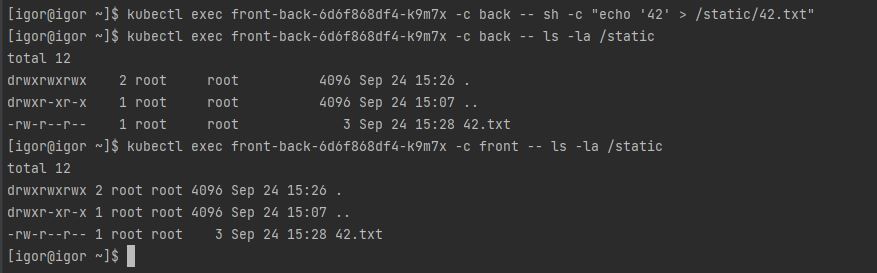 [igor@igor ~]$ kubectl exec front-back-6d6f868df4-k9m7x -c back -- sh -c "echo '42' > /static/42.txt"
[igor@igor ~]$ kubectl exec front-back-6d6f868df4-k9m7x -c back -- ls -la /static
total 12
drwxrwxrwx    2 root     root          4096 Sep 24 15:26 .
drwxr-xr-x    1 root     root          4096 Sep 24 15:07 ..
-rw-r--r--    1 root     root             3 Sep 24 15:28 42.txt
[igor@igor ~]$ kubectl exec front-back-6d6f868df4-k9m7x -c front -- ls -la /static
total 12
drwxrwxrwx 2 root root 4096 Sep 24 15:26 .
drwxr-xr-x 1 root root 4096 Sep 24 15:07 ..
-rw-r--r-- 1 root root    3 Sep 24 15:28 42.txt
[igor@igor ~]$